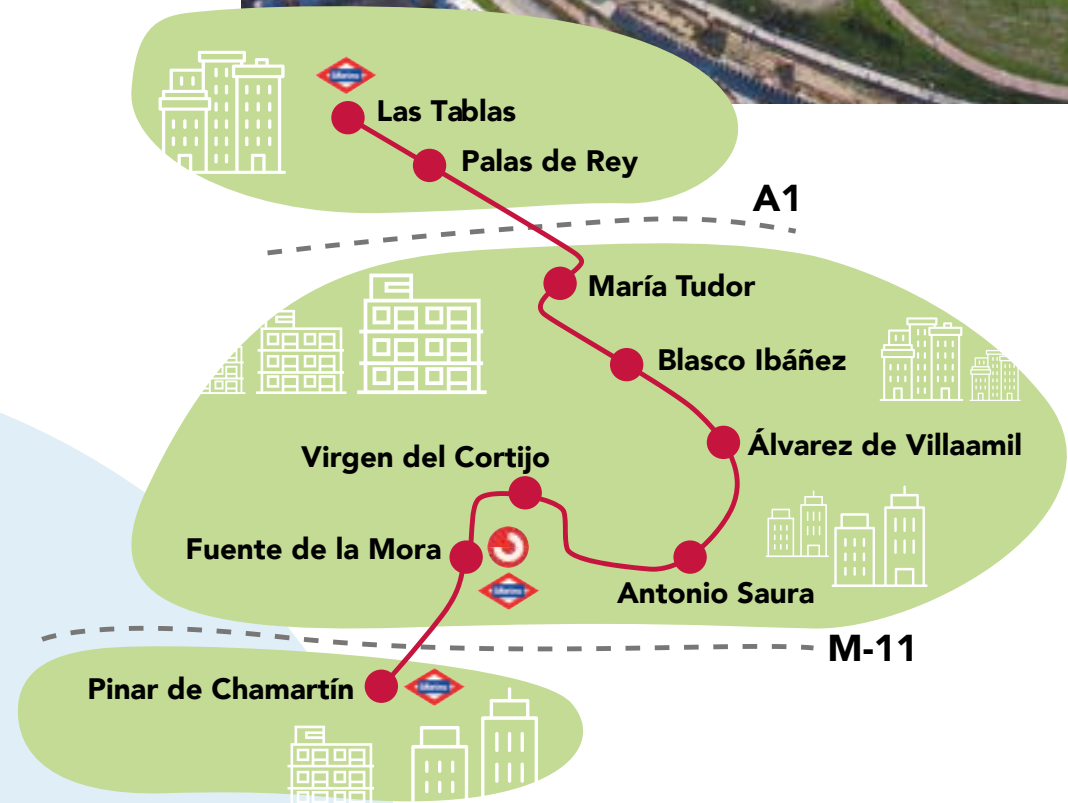 Las Tablas
Palas de Rey
A1
María Tudor
Blasco Ibáñez
Álvarez de Villaamil
Virgen del Cortijo
Fuente de la Mora
Antonio Saura
M-11
Pinar de Chamartín